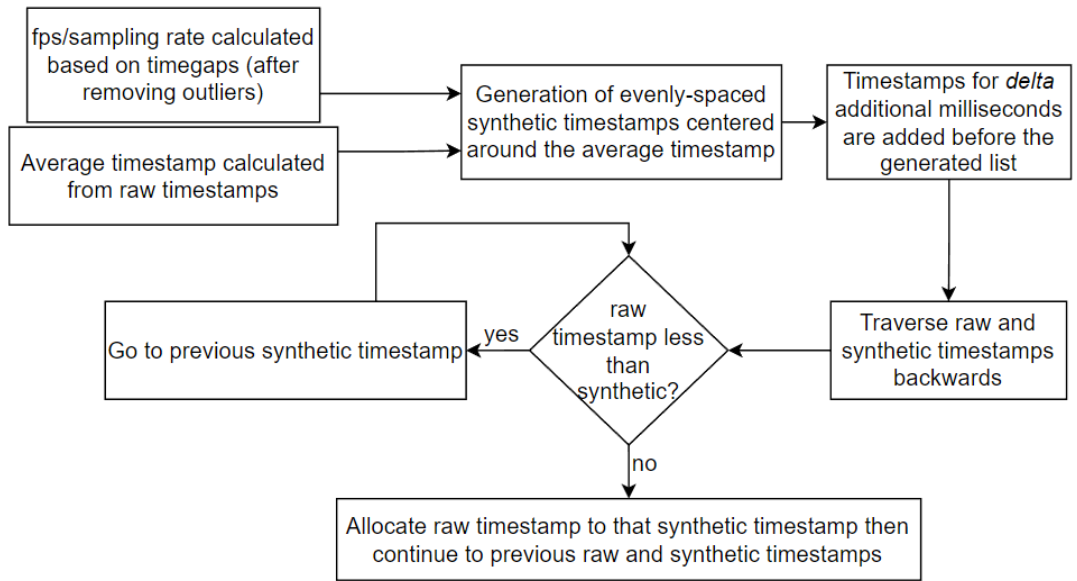 fps/sampling rate calculated
based on timegaps (after
removing outliers)
Average timestamp calculated
from raw timestamps
Generation of evenly-spaced
synthetic timestamps centered
around the average timestamp
Timestamps for delta
additional milliseconds
are added before the
generated list
Traverse raw and
synthetic timestamps
backwards
raw
timestamp less
than
synthetic?
yes
Go to previous synthetic timestamp
no
Allocate raw timestamp to that synthetic timestamp then
continue to previous raw and synthetic timestamps